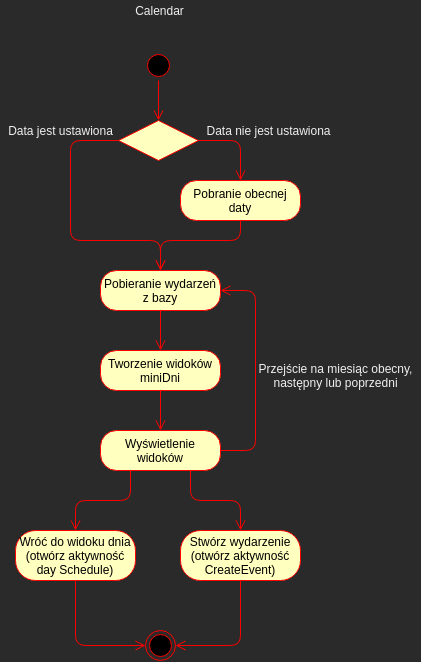 Calendar
Data jest ustawiona
Data nie jest ustawiona
Pobranie obecnej
daty
Pobieranie wydarzeń
z bazy
Tworzenie widoków
miniDni
Przejście na miesiąc obecny,
następny lub poprzedni
Wyświetlenie
widoków
Wróć do widoku dnia
(otwórz aktywność
day Schedule)
Stwórz wydarzenie
(otwórz aktywność
CreateEvent)